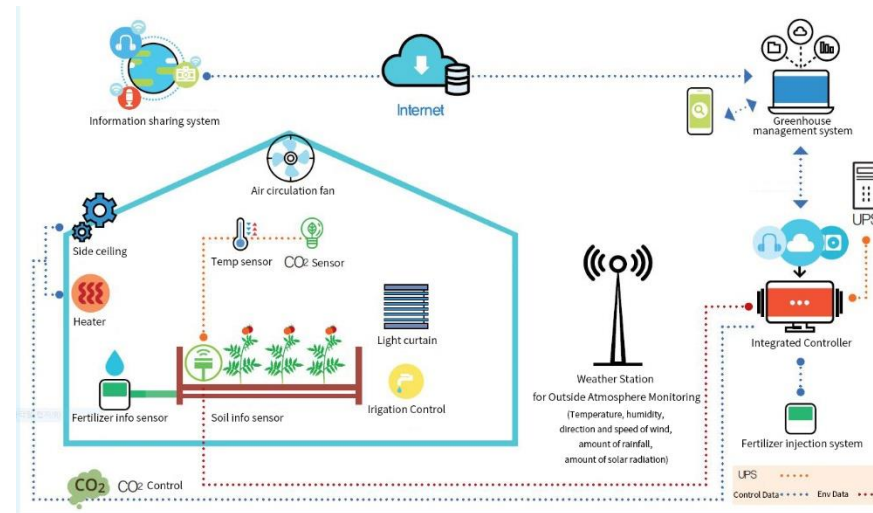 Information sharing system
Internet
Greenhouse
management system
Air circulation fan
UPS
Side ceiling
Temp sensor
CO2 Sensor
Heater
Light curtain
Integrated Controller
Weather Station
for Outside Atmosphere Monitoring
(Temperature, humidity,
direction and speed of wind,
amount of rainfall,
amount of solar radiation)
Fertilizer info sensor
Soil info sensor
Irigation Control
Fertilizer injection system
CO2
CO2 Control
UPS
Control Data
Env Data